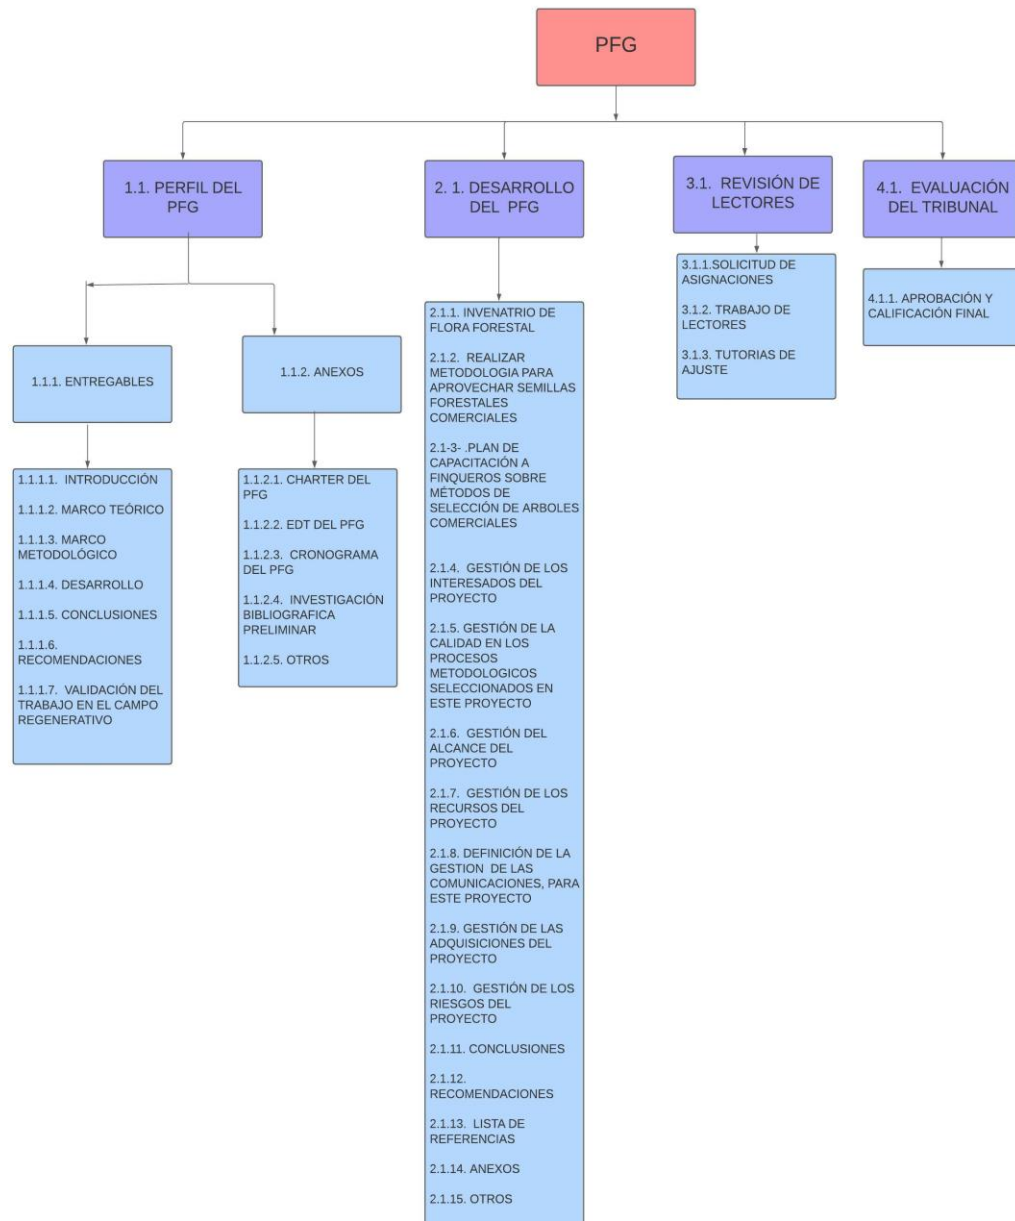 PFG
1.1. PERFIL DEL
PFG
2. 1. DESARROLLO
DEL PFG
3.1. REVISIÓN DE
LECTORES
4.1. EVALUACIÓN
DEL TRIBUNAL
1.1.1. ENTREGABLES
1.1.1.1. INTRODUCCIÓN
1.1.1.2. MARCO TEÓRICO
1.1.1.3. MARCO
METODOLÓGICO
1.1.1.4. DESARROLLO
1.1.1.5. CONCLUSIONES
1.1.1.6.
RECOMENDACIONES
1.1.1.7. VALIDACIÓN DEL
TRABAJO EN EL CAMPO
REGENERATIVO
1.1.2. ANEXOS
1.1.2.1. CHARTER DEL
PFG
1.1.2.2. EDT DEL PFG
1.1.2.3. CRONOGRAMA
DEL PFG
1.1.2.4. INVESTIGACIÓN
BIBLIOGRAFICA
PRELIMINAR
1.1.2.5. OTROS
2.1.1. INVENATRIO DE
FLORA FORESTAL
2.1.2. REALIZAR
METODOLOGIA PARA
APROVECHAR SEMILLAS
FORESTALES
COMERCIALES
2.1-3- .PLAN DE
CAPACITACIÓN A
FINQUEROS SOBRE
MÉTODOS DE
SELECCIÓN DE ARBOLES
COMERCIALES
2.1.4. GESTIÓN DE LOS
INTERESADOS DEL
PROYECTO
2.1.5. GESTIÓN DE LA
CALIDAD EN LOS
PROCESOS
METODOLOGICOS
SELECCIONADOS EN
ESTE PROYECTO
2.1.6. GESTIÓN DEL
ALCANCE DEL
PROYECTO
2.1.7. GESTIÓN DE LOS
RECURSOS DEL
PROYECTO
2.1.8. DEFINICIÓN DE LA
GESTION DE LAS
COMUNICACIONES, PARA
ESTE PROYECTO
2.1.9. GESTIÓN DE LAS
ADQUISICIONES DEL
PROYECTO
2.1.10. GESTIÓN DE LOS
RIESGOS DEL
PROYECTO
2.1.11. CONCLUSIONES
2.1.12.
RECOMENDACIONES
2.1.13. LISTA DE
REFERENCIAS
2.1.14. ANEXOS
2.1.15. OTROS
3.1.1.SOLICITUD DE
ASIGNACIONES
3.1.2. TRABAJO DE
LECTORES
3.1.3. TUTORIAS DE
AJUSTE
4.1.1. APROBACIÓN Y
CALIFICACIÓN FINAL